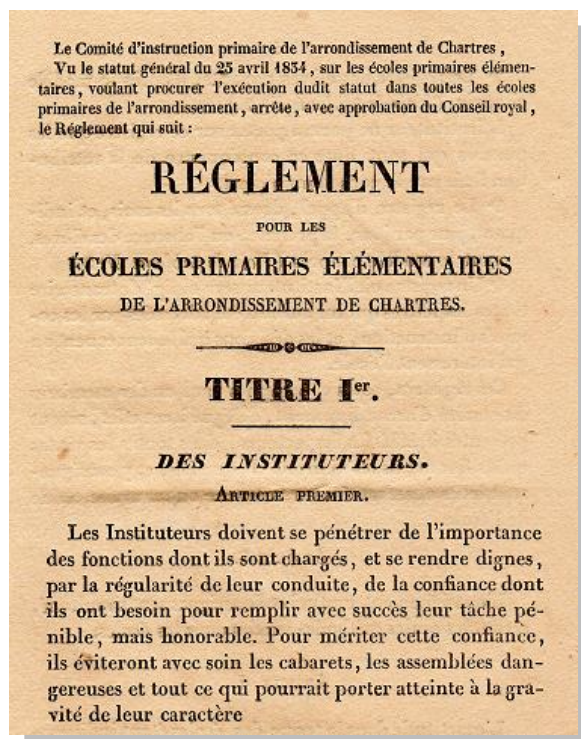 Le Comité d'instruction primaire de l'arrondissement de Chartres ,
Vu le statut général du 25 avril 1834 , sur les écoles primaires élémen-
taires , voulant procurer l'exécution dudit statut dans toutes les écoles
primaires de l'arrondissement , arrête , avec approbation du Conseil royal ,
le Réglement qui suit :
RÉGLEMENT
POUR LES
ÉCOLES PRIMAIRES ÉLÉMENTAIRES
DE L'ARRONDISSEMENT DE CHARTRES.
TITRE Ier.
DES INSTITUTEURS.
ARTICLE PREMIER.
Les Instituteurs doivent se pénétrer de l'importance
des fonctions dont ils sont chargés, et se rendre dignes,
par la régularité de leur conduite, de la confiance dont
ils ont besoin pour remplir avec succès leur tâche pé-
nible, mais honorable. Pour mériter cette confiance,
ils éviteront avec soin les cabarets, les assemblées dan-
gereuses et tout ce qui pourrait porter atteinte à la gra-
vité de leur caractère